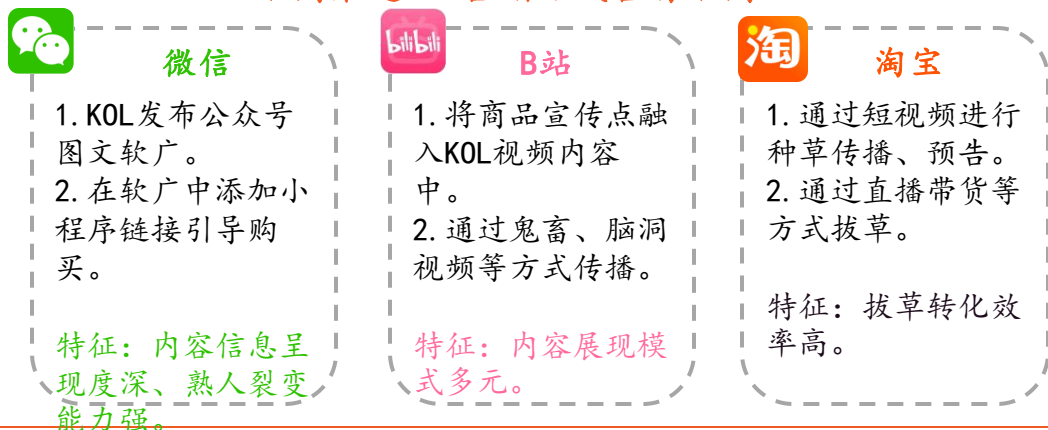 微信
1.KOL发布公众号
图文软广。
2.在软广中添加小
程序链接引导购
买。
特征：内容信息呈
现度深、熟人裂变
能力强。
bilibili
B站
1.将商品宣传点融
入KOL视频内容
中。
2.通过鬼畜、脑洞
视频等方式传播。
特征：内容展现模
式多元。
淘
淘宝
1.通过短视频进行
种草传播、预告。
2.通过直播带货等
方式拔草。
特征：拔草转化效
率高。